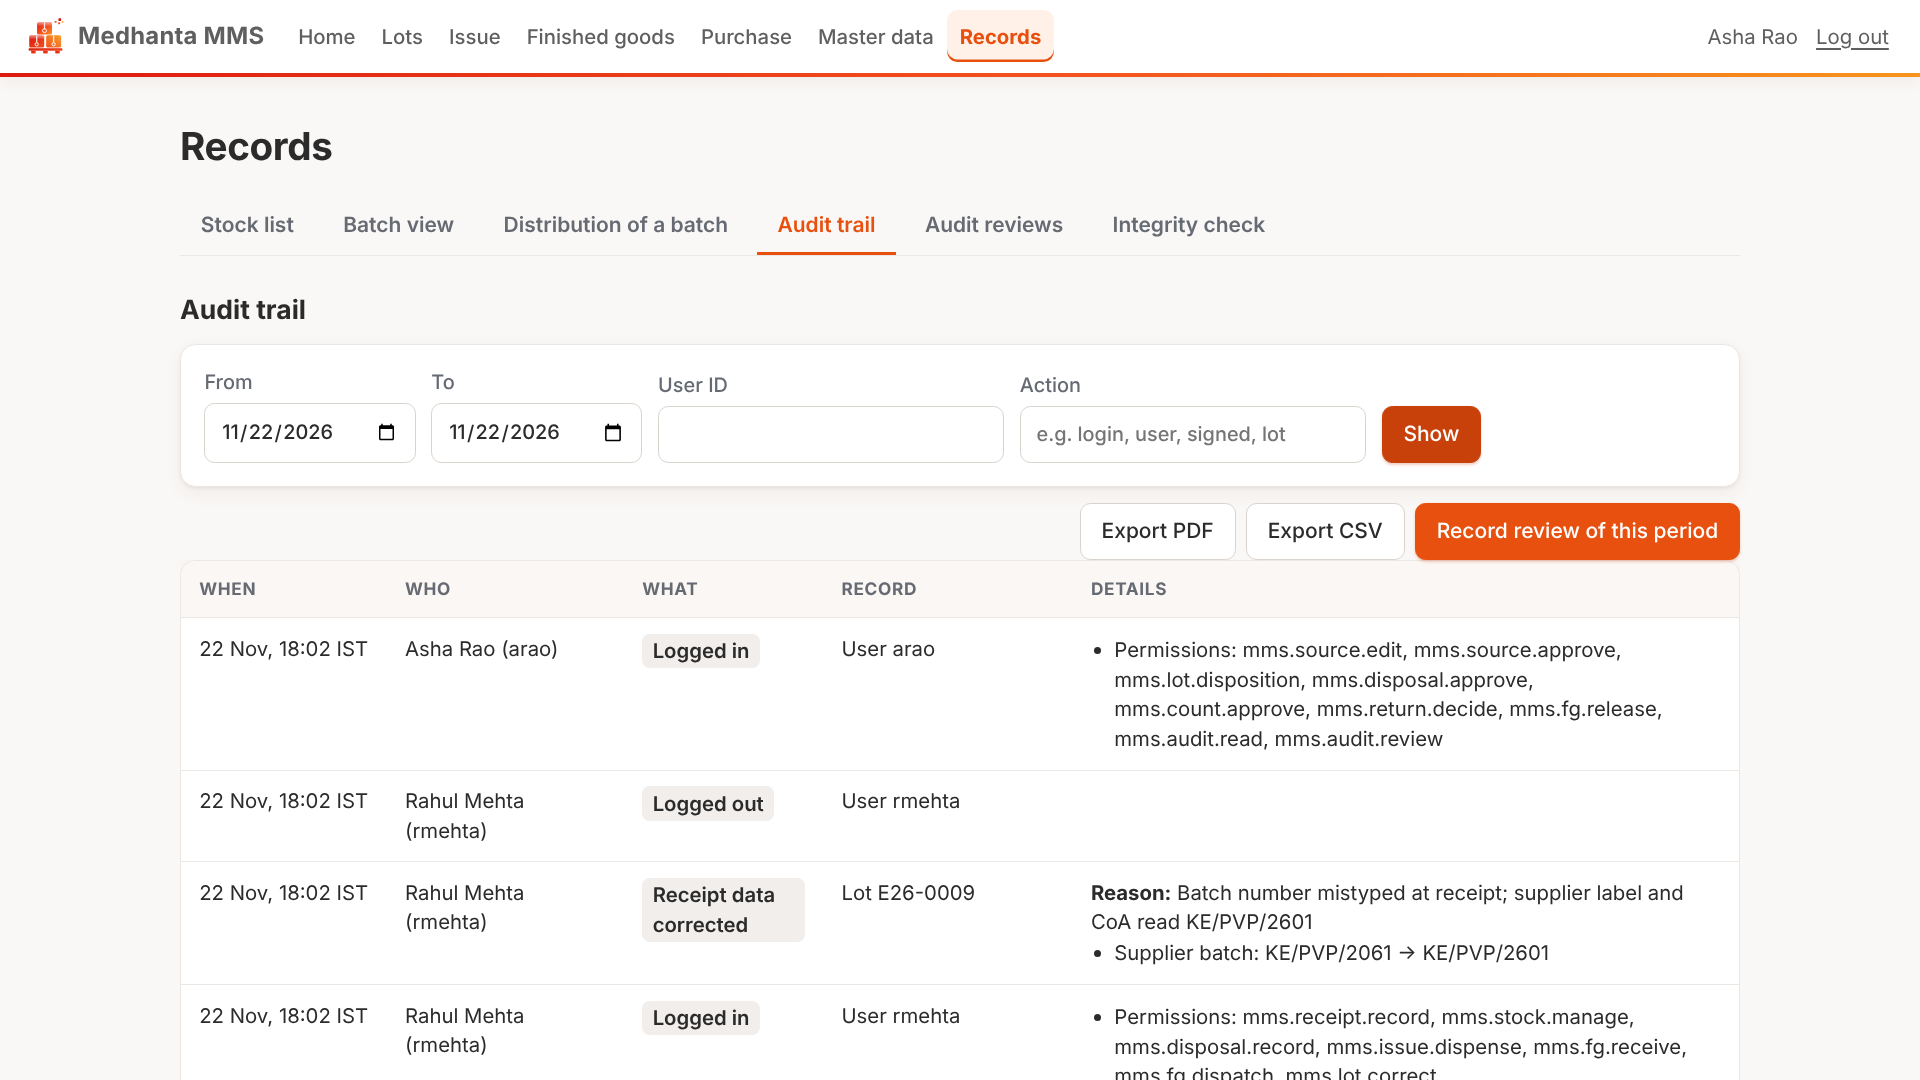 Medhanta MMS Home Lots Issue Finished goods Purchase Master data Records Asha Rao Log out
Records
Stock list Batch view Distribution of a batch Audit trail Audit reviews Integrity check
Audit trail
From To User ID Action
11/22/2026 11/22/2026 e.g. login, user, signed, lot Show
Export PDF Export CSV Record review of this period
WHEN WHO WHAT RECORD DETAILS
22 Nov, 18:02 IST Asha Rao (arao) Logged in User arao • Permissions: mms.source.edit, mms.source.approve,
mms.lot.disposition, mms.disposal.approve,
mms.count.approve, mms.return.decide, mms.fg.release,
mms.audit.read, mms.audit.review
22 Nov, 18:02 IST Rahul Mehta Logged out User rmehta
(rmehta)
22 Nov, 18:02 IST Rahul Mehta Receipt data Lot E26-0009 Reason: Batch number mistyped at receipt; supplier label and
(rmehta) corrected CoA read KE/PVP/2601
• Supplier batch: KE/PVP/2061 → KE/PVP/2601
22 Nov, 18:02 IST Rahul Mehta Logged in User rmehta • Permissions: mms.receipt.record, mms.stock.manage,
(rmehta) mms.disposal.record, mms.issue.dispense, mms.fg.receive,
mms.fg.dispatch, mms.lot.correct